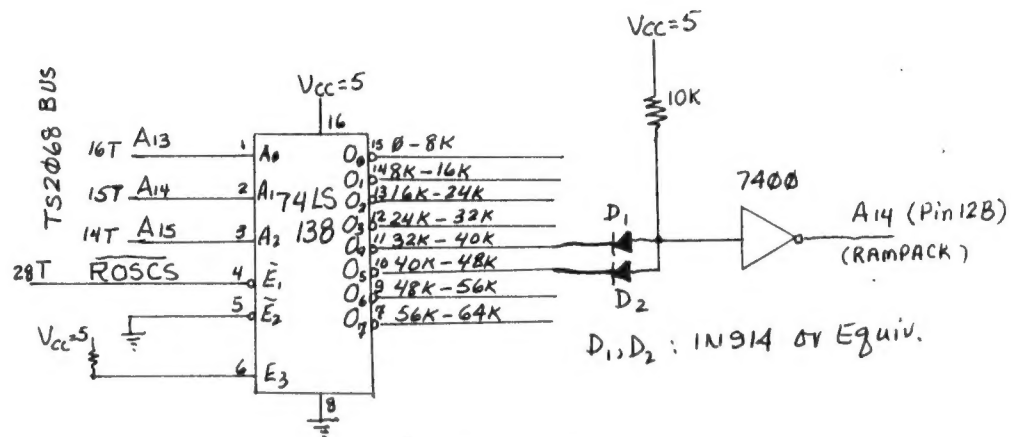 TS2068 BUS
Vcc=5
16
16T A13 1 A0
15T A14 2 A1
14T A15 3 A2
28T ROSCS 4 E1
5 E2
Vcc=5
6 E3
74LS
138
8
O0 15 0-8K
O1 14 8K-16K
O2 13 16K-24K
O3 12 24K-32K
O4 11 32K-40K
O5 10 40K-48K
O6 9 48K-56K
O7 7 56K-64K
Vcc=5
10K
D1
D2
7400
A14 (Pin 12B)
(RAMPACK)
D1, D2 : 1N914 or Equiv.